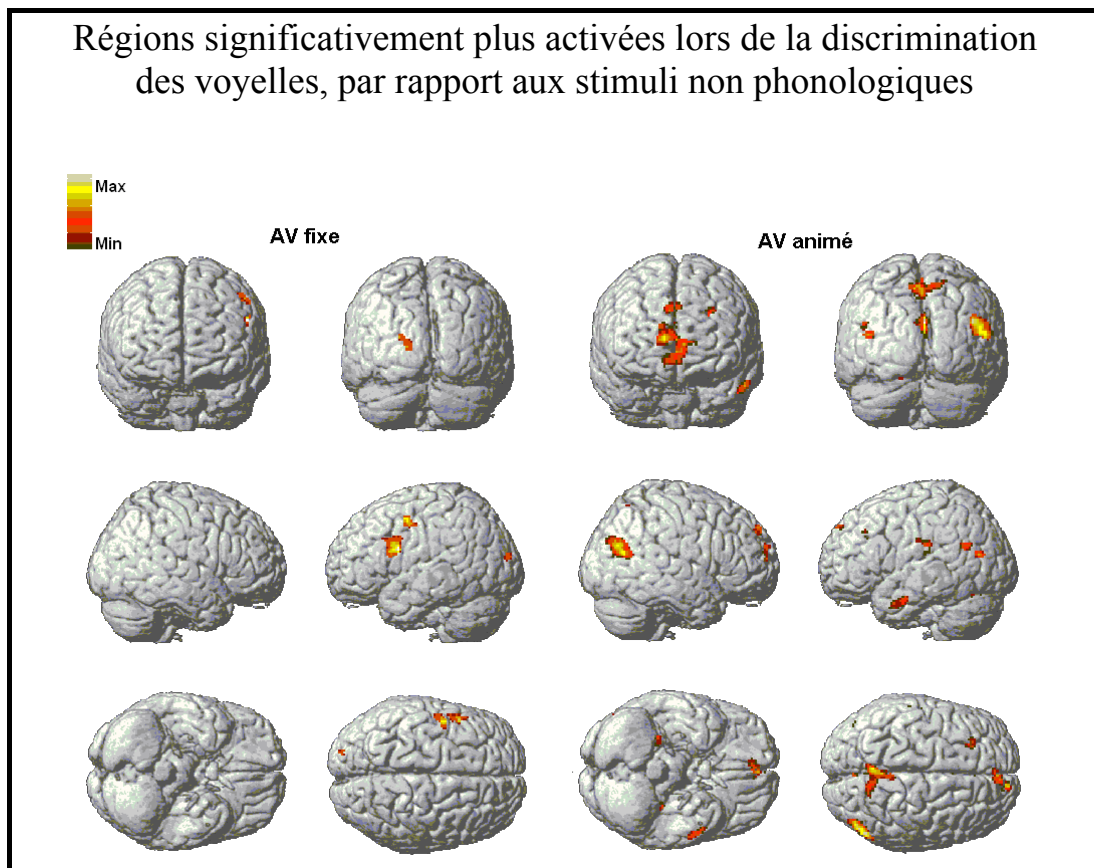 Régions significativement plus activées lors de la discrimination
des voyelles, par rapport aux stimuli non phonologiques
Max
Min
AV fixe
AV animé